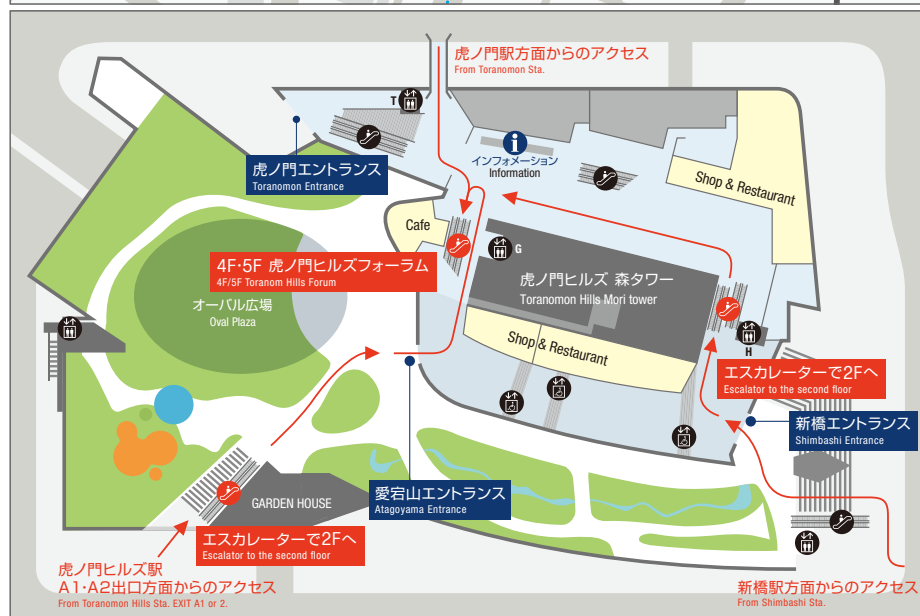 虎ノ門駅方面からのアクセス
From Toranomon Sta.
T
虎ノ門エントランス
Toranomon Entrance
i
インフォメーション
Information
Shop & Restaurant
Cafe
G
4F・5F 虎ノ門ヒルズフォーラム
4F/5F Toranom Hills Forum
オーバル広場
Oval Plaza
虎ノ門ヒルズ 森タワー
Toranomon Hills Mori tower
Shop & Restaurant
H
エスカレーターで2Fへ
Escalator to the second floor
新橋エントランス
Shimbashi Entrance
愛宕山エントランス
Atagoyama Entrance
GARDEN HOUSE
エスカレーターで2Fへ
Escalator to the second floor
虎ノ門ヒルズ駅
A1・A2出口方面からのアクセス
From Toranomon Hills Sta. EXIT A1 or 2.
新橋駅方面からのアクセス
From Shimbashi Sta.